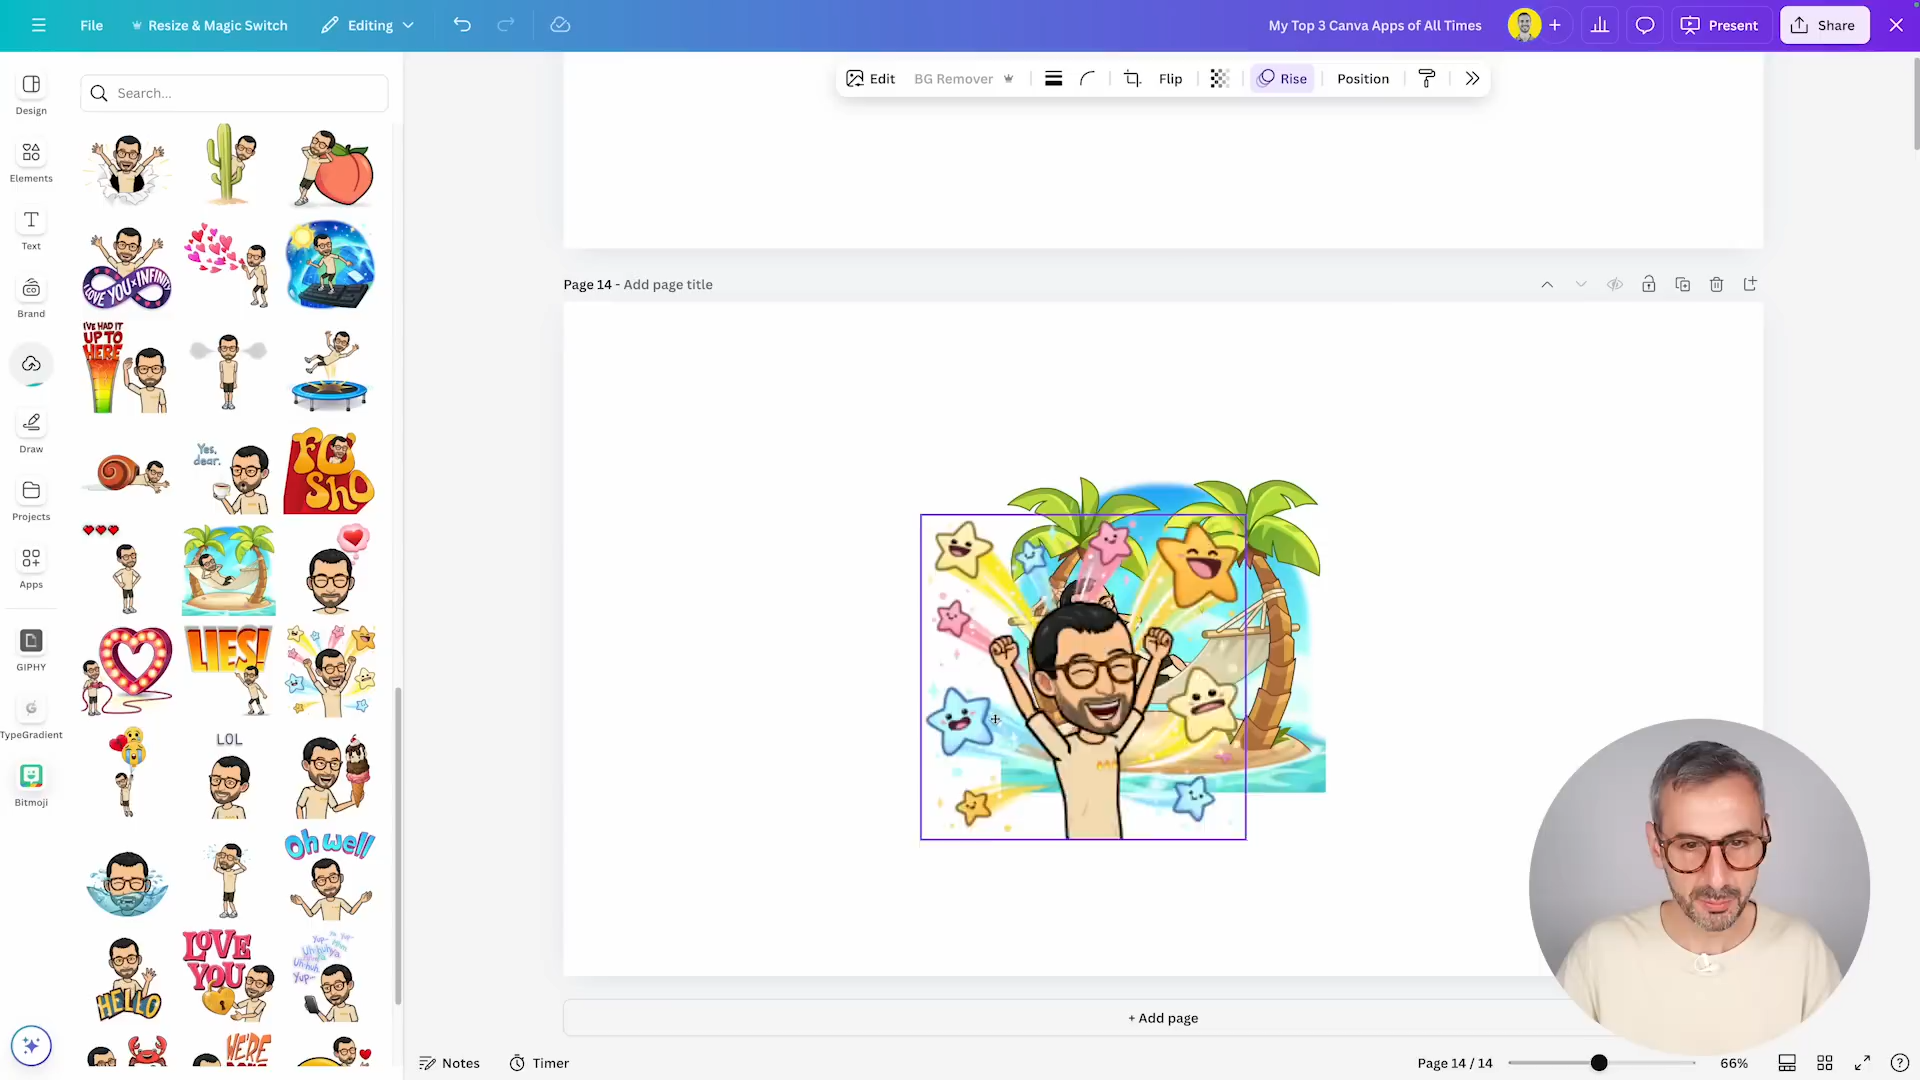 File
Resize & Magic Switch
Editing
My Top 3 Canva Apps of All Times
Present
Share
Design
Elements
Text
Brand
Draw
Projects
Apps
GIPHY
TypeGradient
Bitmoji
Search...
I LOVE YOU × INFINITY
I'VE HAD IT
UP TO
HERE
Yes,
dear.
FO'
SHO
LIES!
LOL
Oh well
HELLO
LOVE
YOU
Yup
WE'RE
Edit
BG Remover
Flip
Rise
Position
Page 14 - Add page title
+ Add page
Notes
Timer
Page 14 / 14
66%